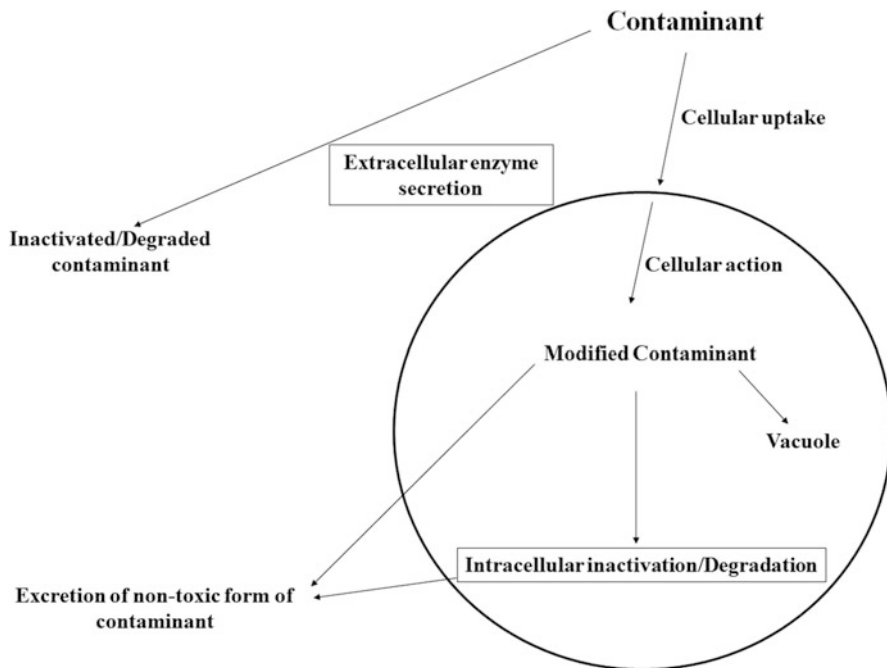 Contaminant
Cellular uptake
Extracellular enzyme
secretion
Inactivated/Degraded
contaminant
Cellular action
Modified Contaminant
Vacuole
Intracellular inactivation/Degradation
Excretion of non-toxic form of
contaminant